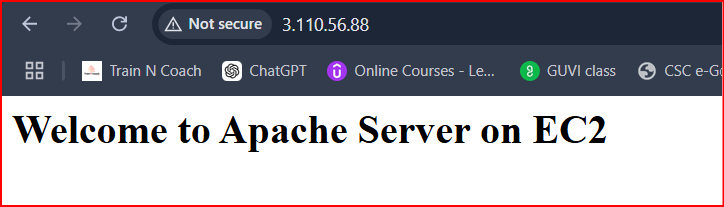 Not secure 3.110.56.88
Train N Coach ChatGPT Online Courses - Le... GUVI class CSC e-Go
Welcome to Apache Server on EC2